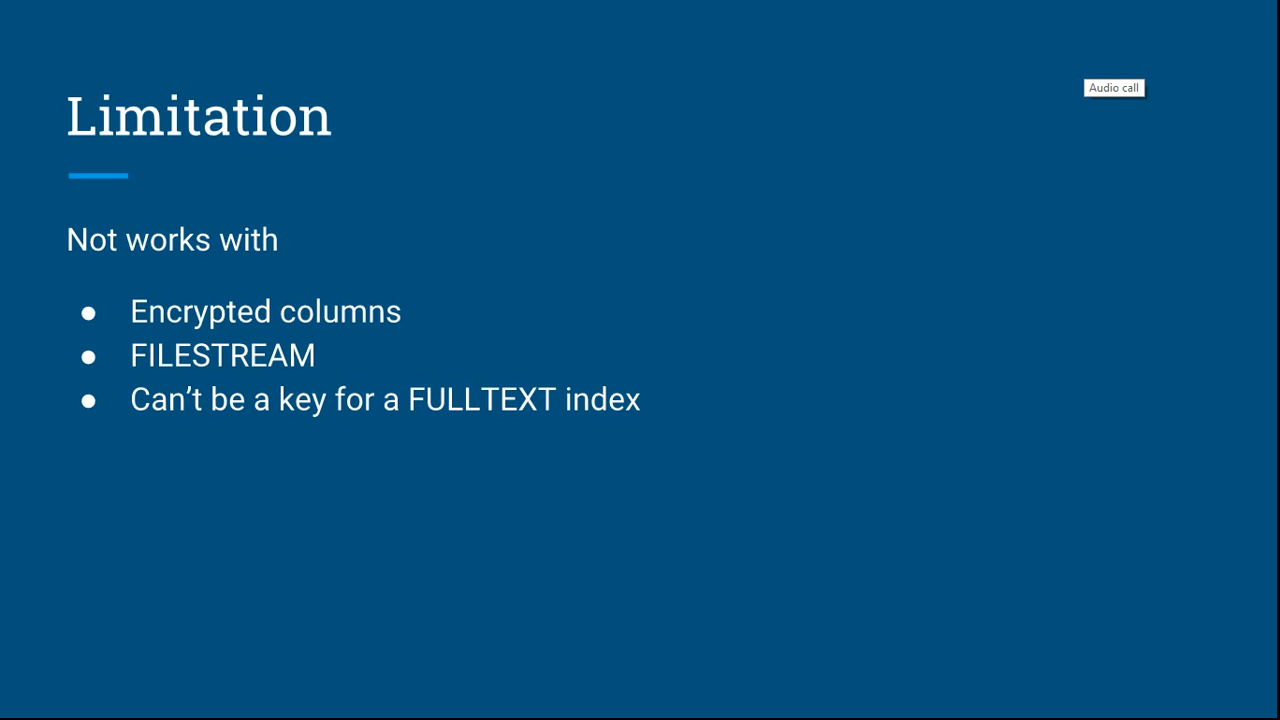 Limitation
Audio call
Not works with
● Encrypted columns
● FILESTREAM
● Can’t be a key for a FULLTEXT index